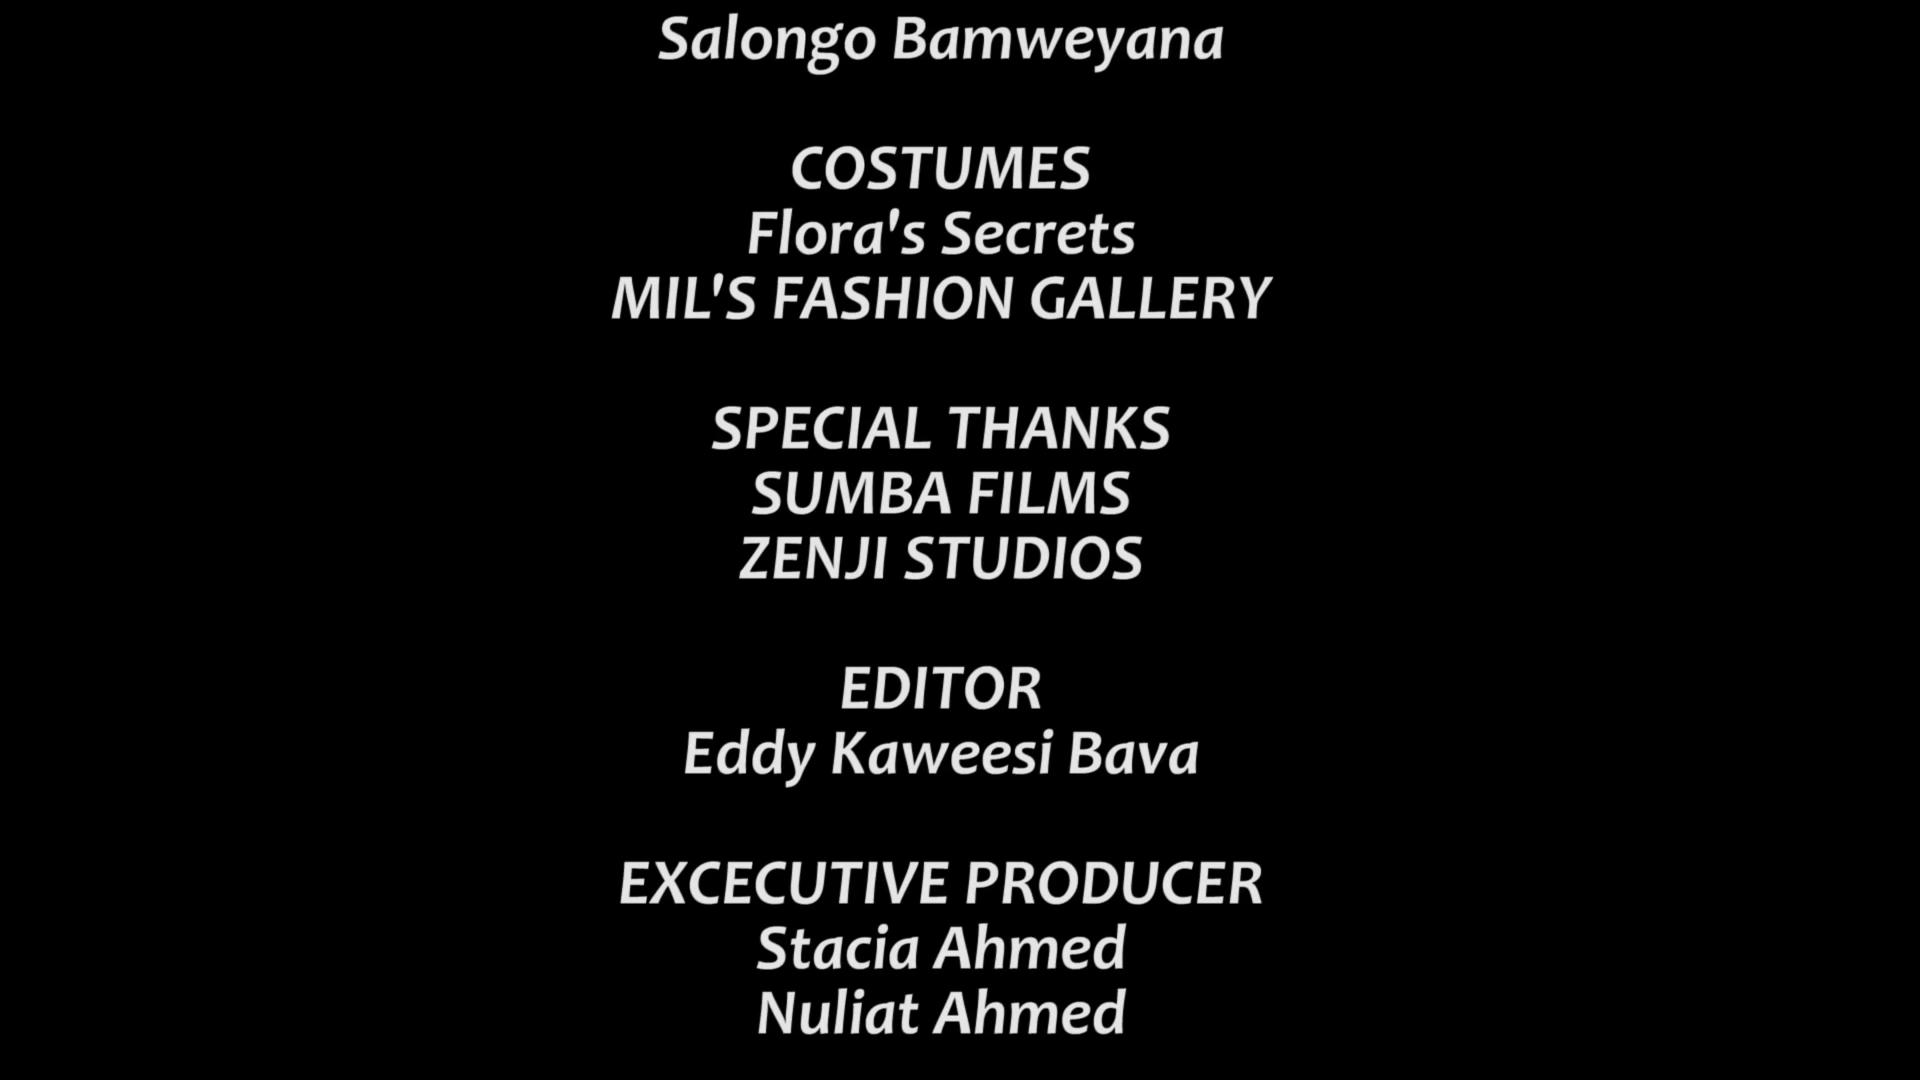 Salongo Bamweyana
COSTUMES
Flora's Secrets
MIL'S FASHION GALLERY
SPECIAL THANKS
SUMBA FILMS
ZENJI STUDIOS
EDITOR
Eddy Kaweesi Bava
EXCECUTIVE PRODUCER
Stacia Ahmed
Nuliat Ahmed